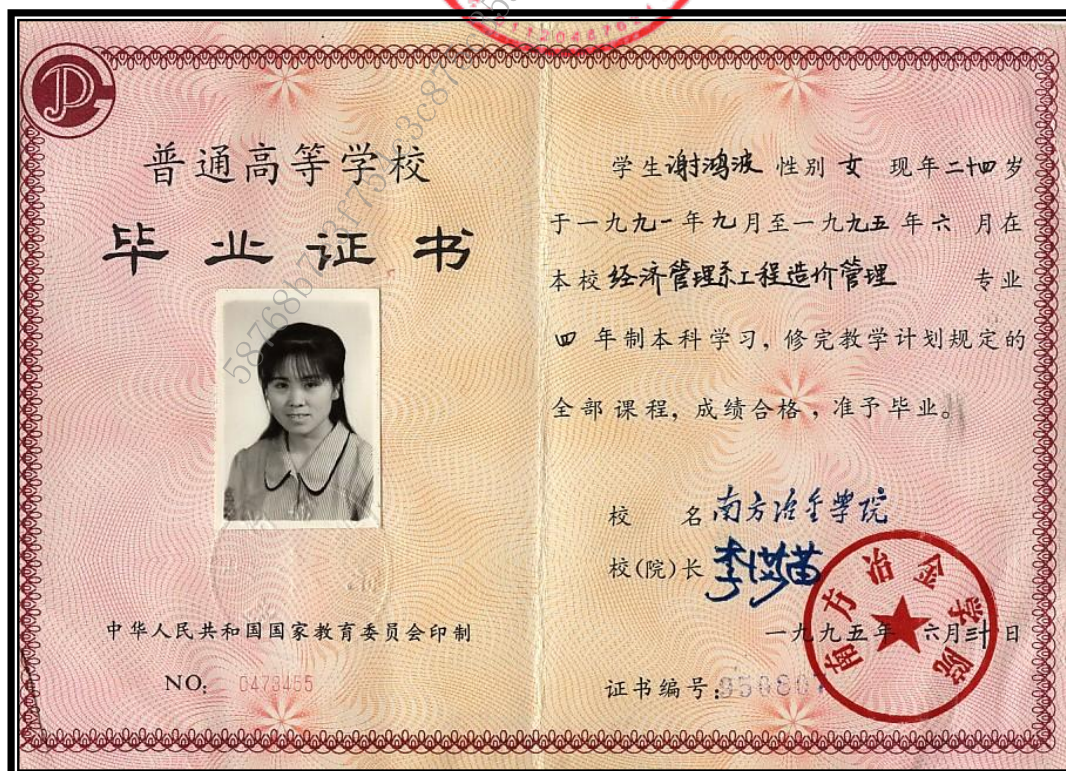 普通高等学校
毕业证书
中华人民共和国国家教育委员会印制
NO: 0473455
学生谢鸿波 性别 女 现年二十四岁
于一九九一年九月至一九九五年六 月在
本校经济管理系工程造价管理 专业
四 年制本科学习,修完教学计划规定的
全部课程,成绩合格,准予毕业。
校 名 南方冶金学院
校(院)长 李
一九九五年 六月三十日
证书编号:950807
南方冶金学院